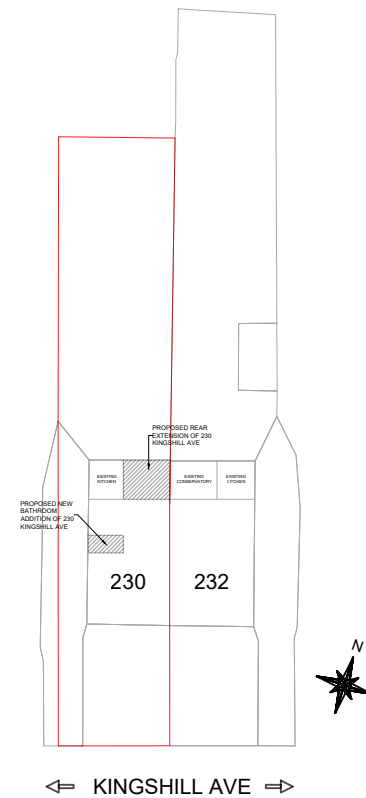 PROPOSED REAR
EXTENSION OF 230
KINGSHILL AVE
EXISTING
KITCHEN
EXISTING
CONSERVATORY
EXISTING
KITCHEN
PROPOSED NEW
BATHROOM
ADDITION OF 230
KINGSHILL AVE
230
232
N
KINGSHILL AVE